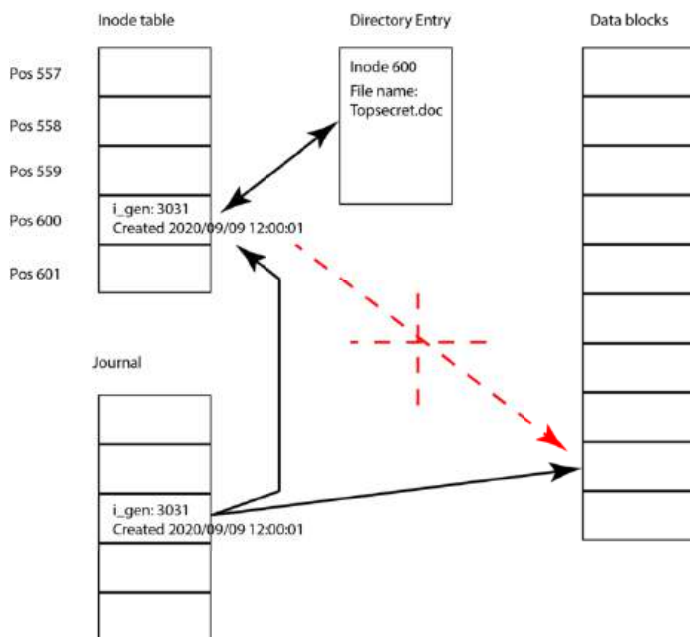 Inode table
Directory Entry
Data blocks
Pos 557
Pos 558
Pos 559
Pos 600
Pos 601
Inode 600
File name:
Topsecret.doc
i_gen: 3031
Created 2020/09/09 12:00:01
Journal
i_gen: 3031
Created 2020/09/09 12:00:01